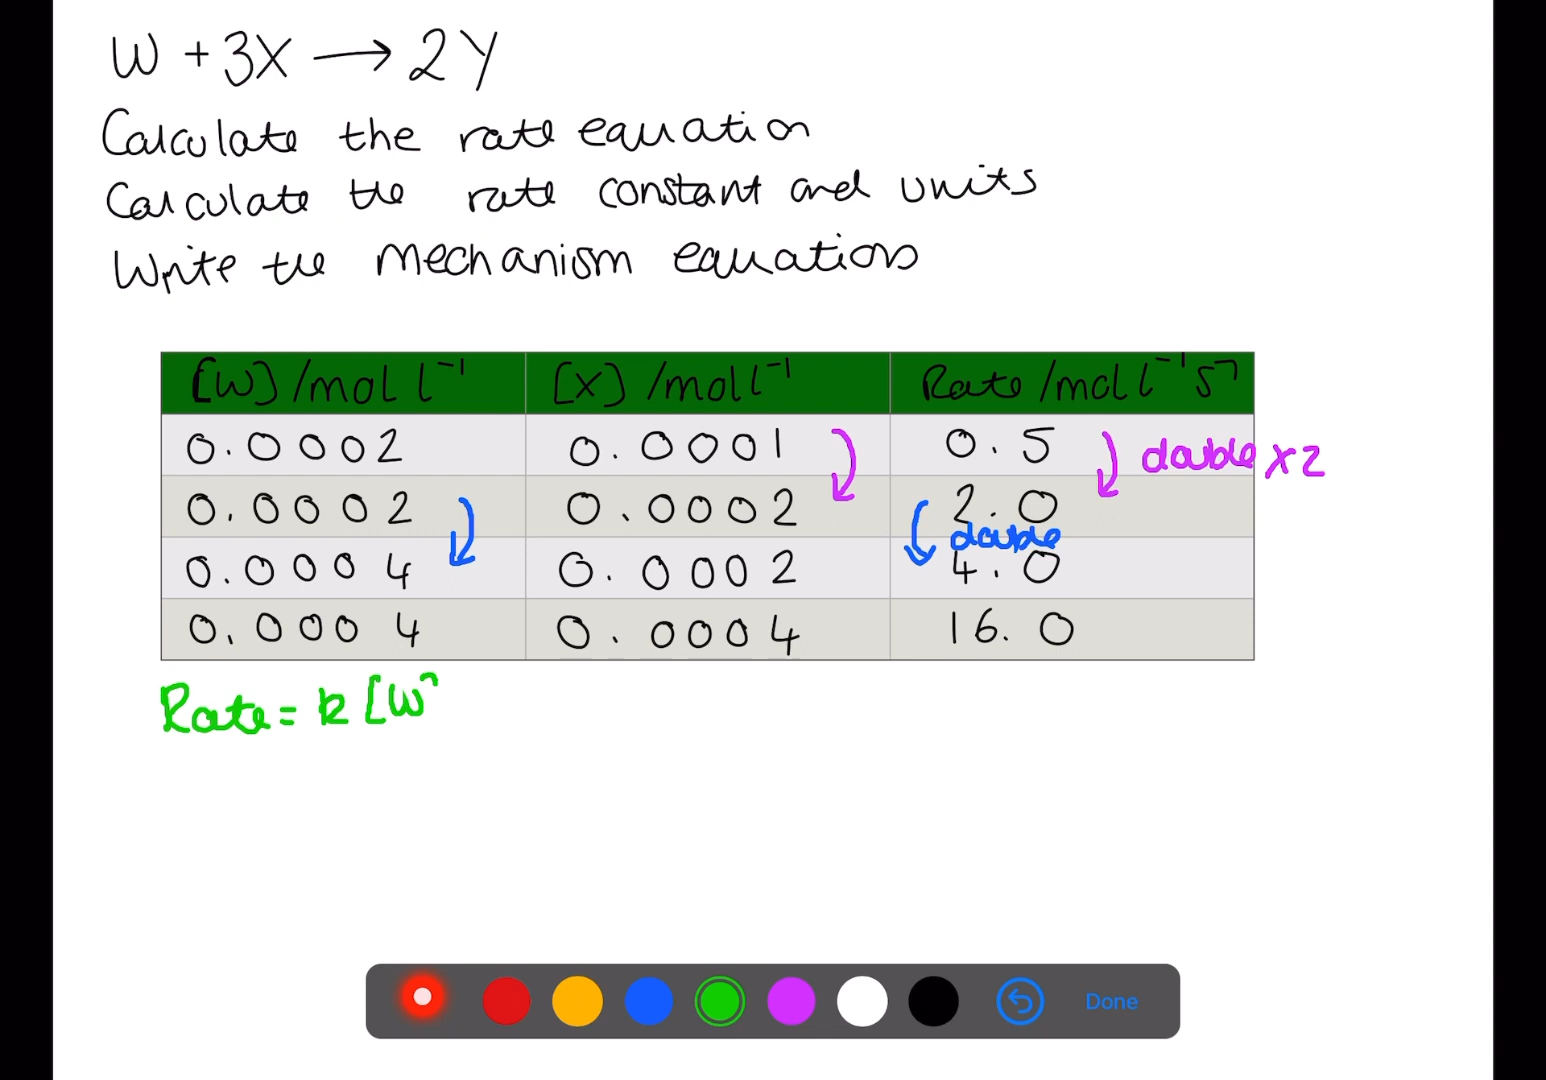 W + 3X → 2Y
Calculate the rate equation
Calculate the rate constant and units
Write the mechanism equations
[W] /mol l⁻¹ [X] /mol l⁻¹ Rate /mol l⁻¹ s⁻¹
0.0002 0.0001 0.5 double x2
0.0002 0.0002 2.0
double
0.0004 0.0002 4.0
0.0004 0.0004 16.0
Rate = k [W
Done